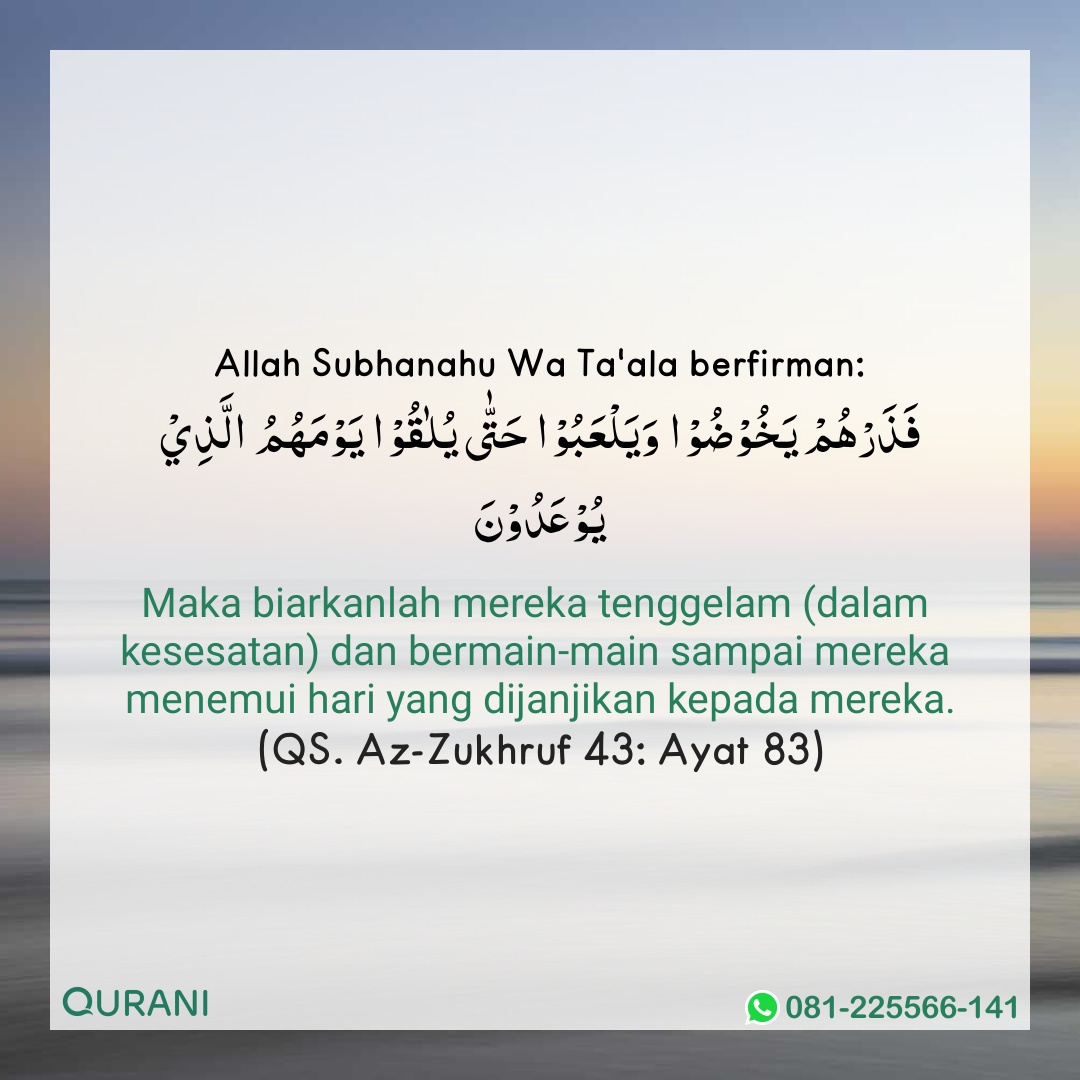 Allah Subhanahu Wa Ta'ala berfirman:
فَذَرْهُمْ يَخُوْضُوْا وَيَلْعَبُوْا حَتّٰى يُلٰقُوْا يَوْمَهُمُ الَّذِيْ
يُوْعَدُوْنَ
Maka biarkanlah mereka tenggelam (dalam
kesesatan) dan bermain-main sampai mereka
menemui hari yang dijanjikan kepada mereka.
(QS. Az-Zukhruf 43: Ayat 83)
QURANI
081-225566-141